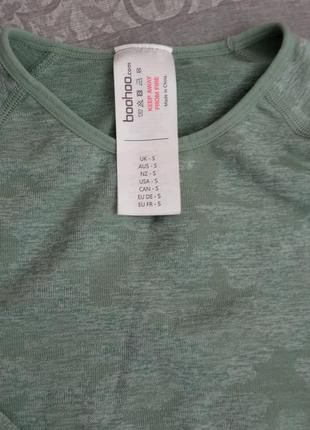 boohoo.com
KEEP AWAY
FROM FIRE
Made in China
UK - S
AUS - S
NZ - S
USA - S
CAN - S
EU DE - S
EU FR - S